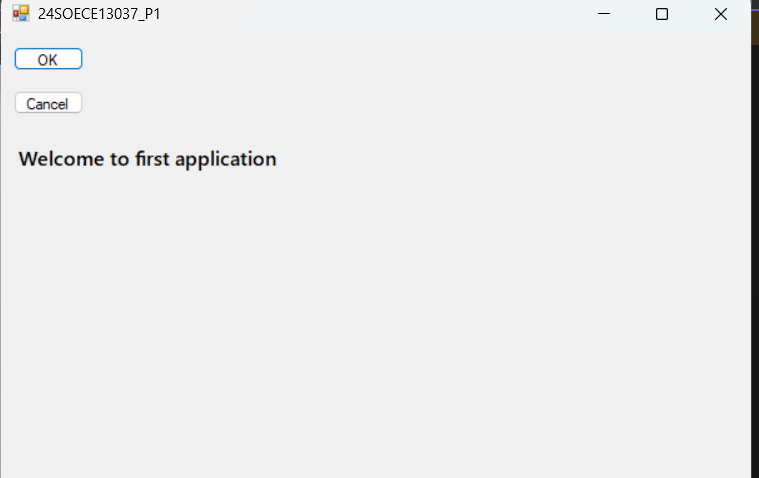 24SOECE13037_P1
OK
Cancel
Welcome to first application